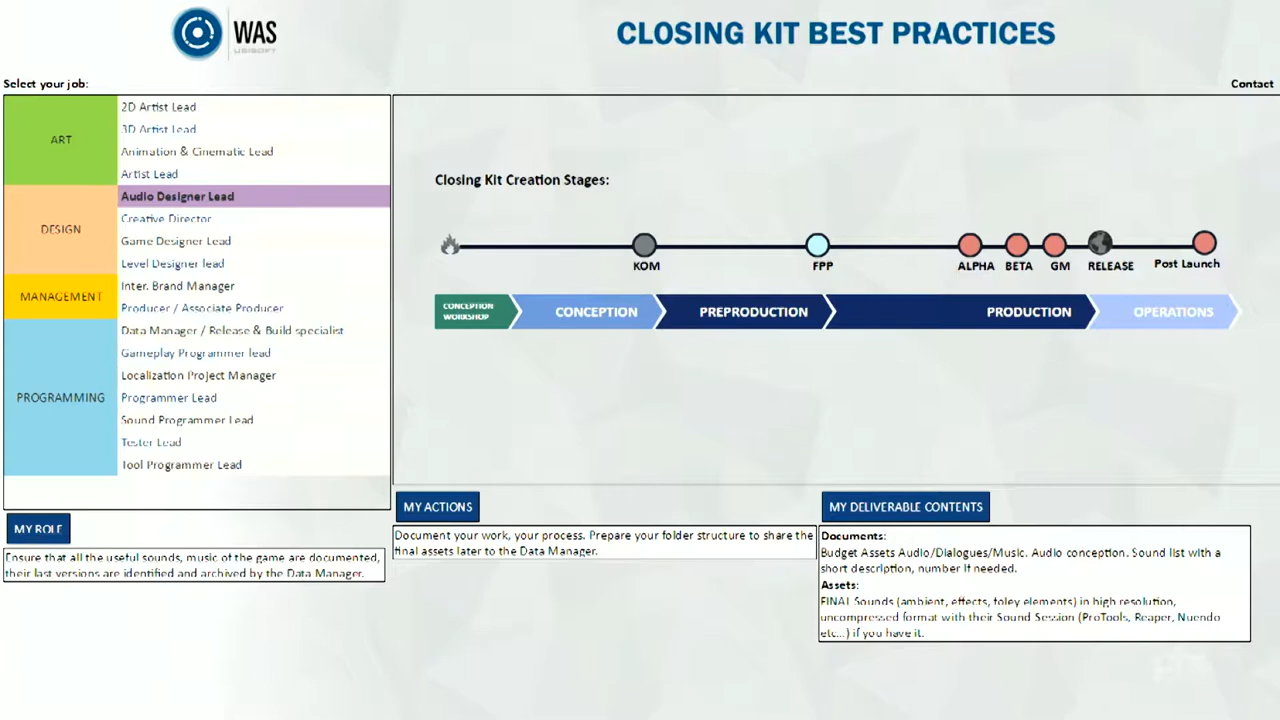 WAS
UBISOFT
CLOSING KIT BEST PRACTICES
Select your job:
Contact
ART
2D Artist Lead
3D Artist Lead
Animation & Cinematic Lead
Artist Lead
DESIGN
Audio Designer Lead
Creative Director
Game Designer Lead
Level Designer lead
MANAGEMENT
Inter. Brand Manager
Producer / Associate Producer
PROGRAMMING
Data Manager / Release & Build specialist
Gameplay Programmer lead
Localization Project Manager
Programmer Lead
Sound Programmer Lead
Tester Lead
Tool Programmer Lead
Closing Kit Creation Stages:
KOM
FPP
ALPHA
BETA
GM
RELEASE
Post Launch
CONCEPTION
WORKSHOP
CONCEPTION
PREPRODUCTION
PRODUCTION
OPERATIONS
MY ROLE
Ensure that all the useful sounds, music of the game are documented,
their last versions are identified and archived by the Data Manager.
MY ACTIONS
Document your work, your process. Prepare your folder structure to share the
final assets later to the Data Manager.
MY DELIVERABLE CONTENTS
Documents:
Budget Assets Audio/Dialogues/Music. Audio conception. Sound list with a
short description, number if needed.
Assets:
FINAL Sounds (ambient, effects, foley elements) in high resolution,
uncompressed format with their Sound Session (ProTools, Reaper, Nuendo
etc...) if you have it.